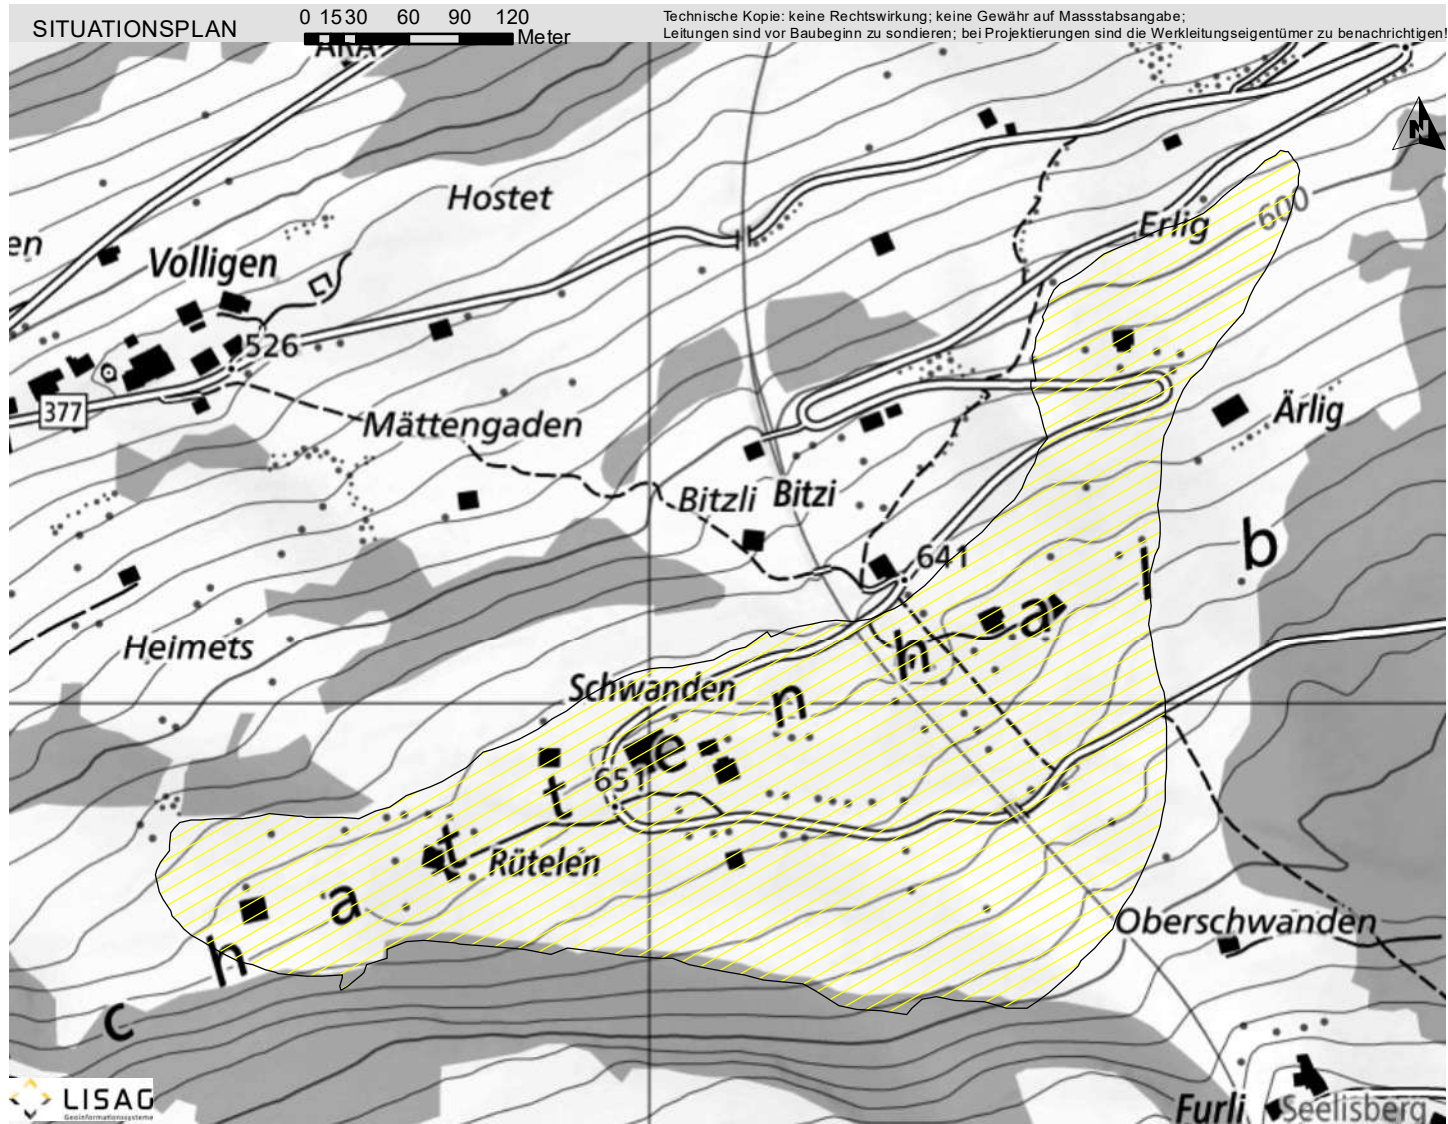 SITUATIONSPLAN
0 15 30 60 90 120
Meter
Technische Kopie: keine Rechtswirkung; keine Gewähr auf Massstabsangabe;
Leitungen sind vor Baubeginn zu sondieren; bei Projektierungen sind die Werkleitungseigentümer zu benachrichtigen!
ARA
N
Hostet
600
Erlig
en
Volligen
526
377
Mättengaden
Ärlig
Bitzli
Bitzi
641
b
l
a
h
Heimets
Schwanden
n
e
651
t
t
Rütelen
a
h
c
Oberschwanden
LISAG
Geoinformationssysteme
Furli
Seelisberg